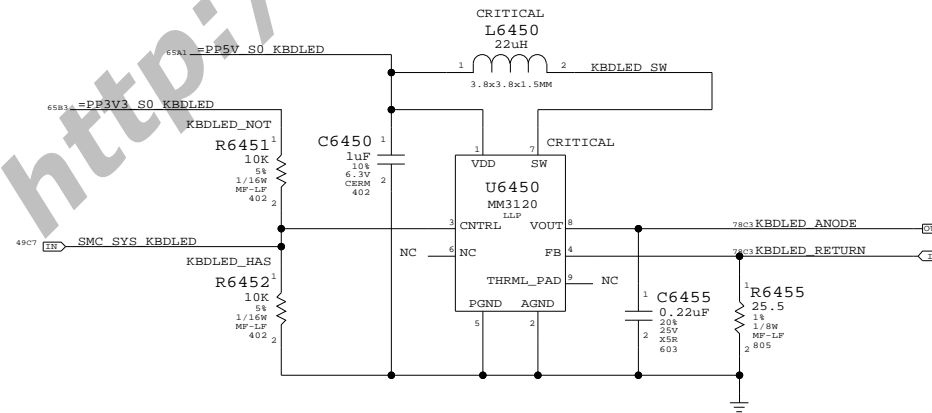 CRITICAL
L6450
22uH
1
2
KBDLED_SW
3.8x3.8x1.5MM
65A1
=PP5V_S0_KBDLED
65B3
=PP3V3_S0_KBDLED
KBDLED_NOT
R6451
1
10K
5%
1/16W
MF-LF
402
2
C6450
1
1uF
10%
6.3V
CERM
402
2
CRITICAL
1
7
VDD
SW
U6450
MM3120
LLP
3
CNTRL
VOUT
8
6
NC
NC
FB
4
THRML_PAD
9
NC
PGND
AGND
5
2
49C7
IN
SMC_SYS_KBDLED
KBDLED_HAS
R6452
1
10K
5%
1/16W
MF-LF
402
2
78C3
KBDLED_ANODE
78C3
KBDLED_RETURN
C6455
1
0.22uF
20%
25V
X5R
603
2
R6455
1
25.5
1%
1/8W
MF-LF
805
2
http:/